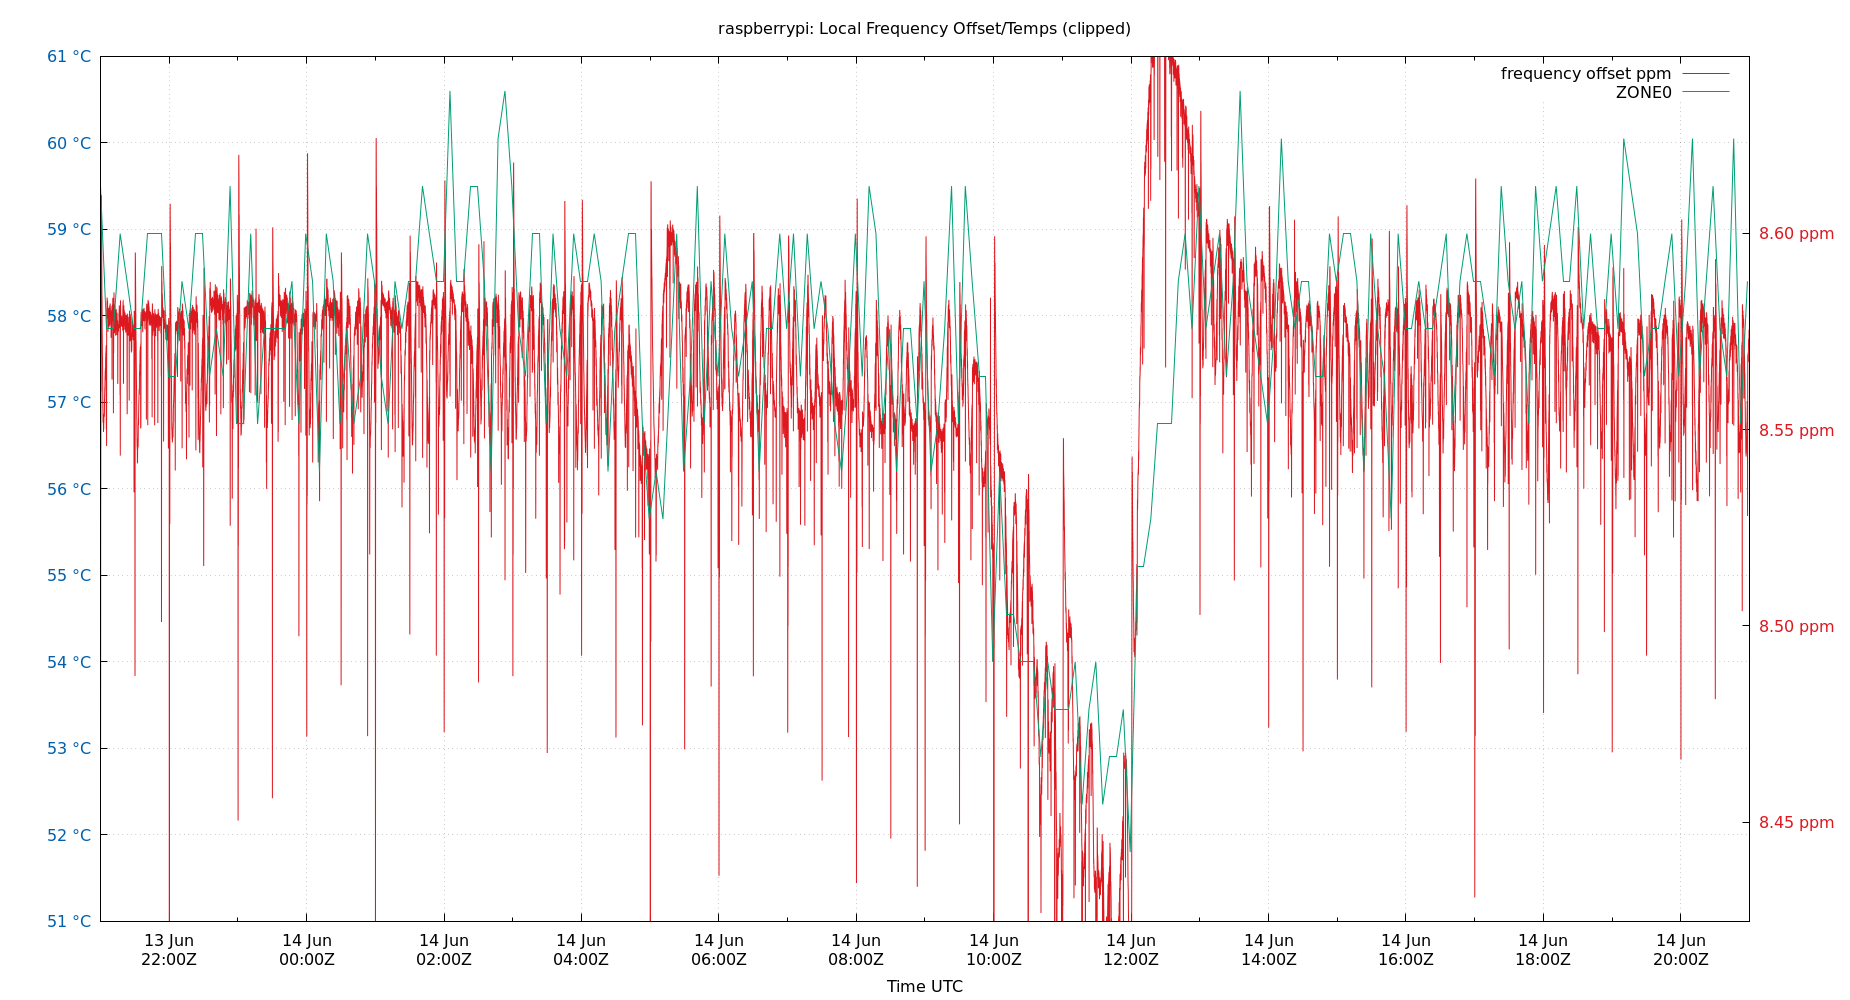 raspberrypi: Local Frequency Offset/Temps (clipped)
61 °C
60 °C
59 °C
58 °C
57 °C
56 °C
55 °C
54 °C
53 °C
52 °C
51 °C
frequency offset ppm
ZONE0
8.60 ppm
8.55 ppm
8.50 ppm
8.45 ppm
13 Jun 14 Jun 14 Jun 14 Jun 14 Jun 14 Jun 14 Jun 14 Jun 14 Jun 14 Jun 14 Jun 14 Jun
22:00Z 00:00Z 02:00Z 04:00Z 06:00Z 08:00Z 10:00Z 12:00Z 14:00Z 16:00Z 18:00Z 20:00Z
Time UTC